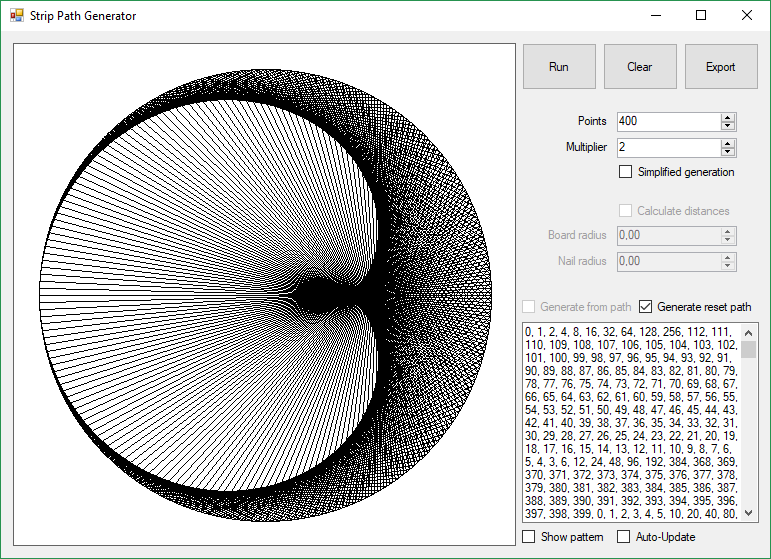 Strip Path Generator
Run
Clear
Export
Points
400
Multiplier
2
Simplified generation
Calculate distances
Board radius
0,00
Nail radius
0,00
Generate from path
Generate reset path
0, 1, 2, 4, 8, 16, 32, 64, 128, 256, 112, 111,
110, 109, 108, 107, 106, 105, 104, 103, 102,
101, 100, 99, 98, 97, 96, 95, 94, 93, 92, 91,
90, 89, 88, 87, 86, 85, 84, 83, 82, 81, 80, 79,
78, 77, 76, 75, 74, 73, 72, 71, 70, 69, 68, 67,
66, 65, 64, 63, 62, 61, 60, 59, 58, 57, 56, 55,
54, 53, 52, 51, 50, 49, 48, 47, 46, 45, 44, 43,
42, 41, 40, 39, 38, 37, 36, 35, 34, 33, 32, 31,
30, 29, 28, 27, 26, 25, 24, 23, 22, 21, 20, 19,
18, 17, 16, 15, 14, 13, 12, 11, 10, 9, 8, 7, 6,
5, 4, 3, 6, 12, 24, 48, 96, 192, 384, 368, 369,
370, 371, 372, 373, 374, 375, 376, 377, 378,
379, 380, 381, 382, 383, 384, 385, 386, 387,
388, 389, 390, 391, 392, 393, 394, 395, 396,
397, 398, 399, 0, 1, 2, 3, 4, 5, 10, 20, 40, 80,
Show pattern
Auto-Update